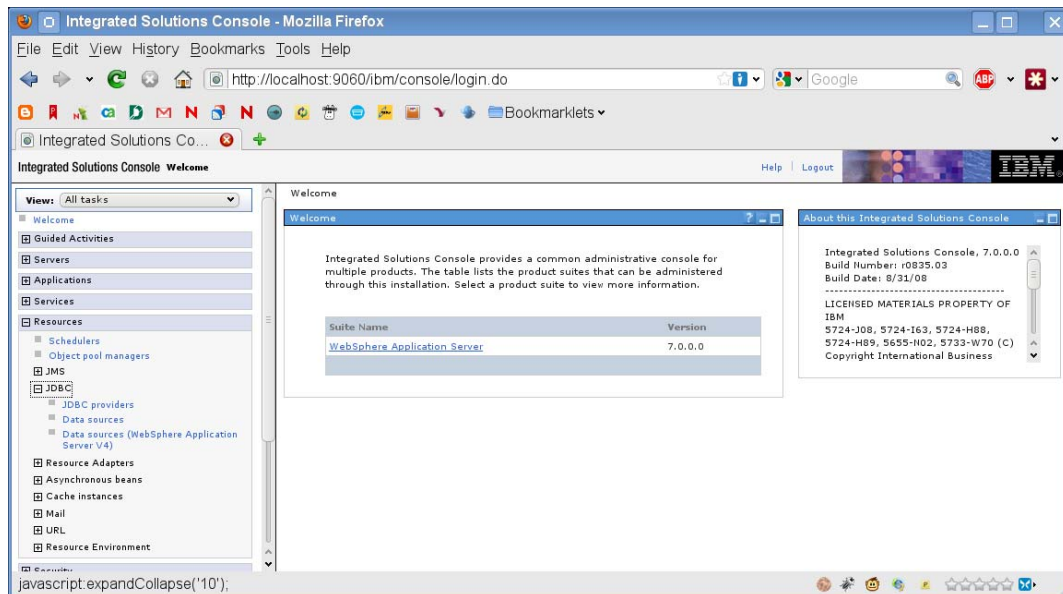 Integrated Solutions Console - Mozilla Firefox
File Edit View History Bookmarks Tools Help
http://localhost:9060/ibm/console/login.do
Google
ABP
Bookmarklets
Integrated Solutions Co...
Integrated Solutions Console Welcome
Help Logout
IBM
View: All tasks
Welcome
Guided Activities
Servers
Applications
Services
Resources
Schedulers
Object pool managers
JMS
JDBC
JDBC providers
Data sources
Data sources (WebSphere Application
Server V4)
Resource Adapters
Asynchronous beans
Cache instances
Mail
URL
Resource Environment
Security
Welcome
Welcome
Integrated Solutions Console provides a common administrative console for
multiple products. The table lists the product suites that can be administered
through this installation. Select a product suite to view more information.
Suite Name Version
WebSphere Application Server 7.0.0.0
About this Integrated Solutions Console
Integrated Solutions Console, 7.0.0.0
Build Number: r0835.03
Build Date: 8/31/08
----------------------------------------
LICENSED MATERIALS PROPERTY OF
IBM
5724-J08, 5724-I63, 5724-H88,
5724-H89, 5655-N02, 5733-W70 (C)
Copyright International Business
javascript:expandCollapse('10');